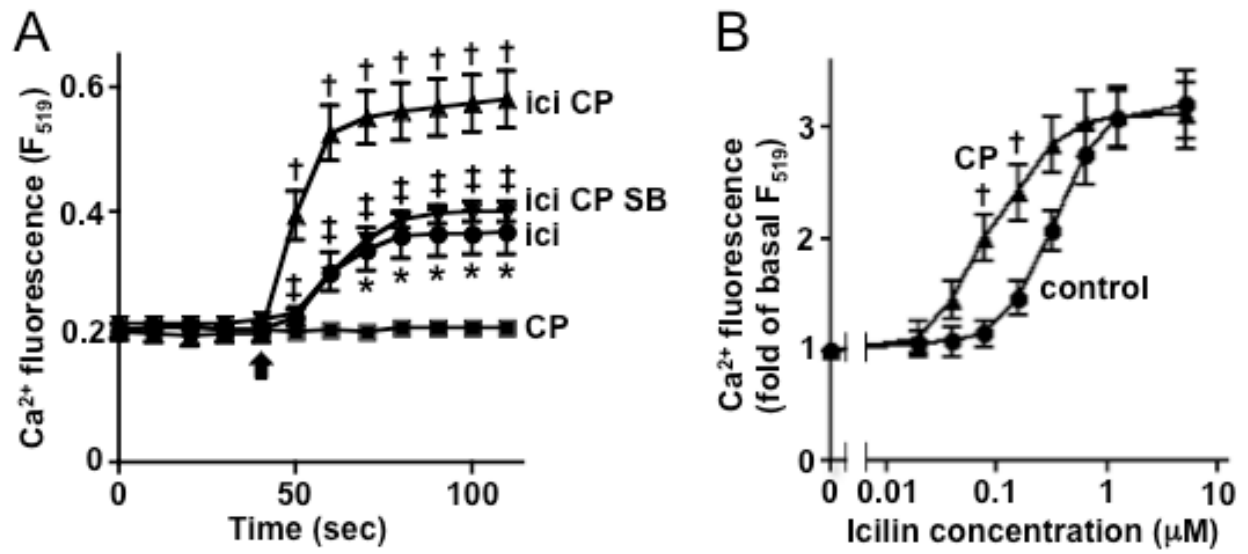 A
Ca²⁺ fluorescence (F₅₁₉)
0.6
0.4
0.2
0
† † † † † † †
ici CP
‡ ‡ ‡ ‡ ‡ ‡ ‡
ici CP SB
ici
* * * * *
CP
0 50 100
Time (sec)
B
Ca²⁺ fluorescence
(fold of basal F₅₁₉)
3
2
1
0
CP
† †
control
0 0.01 0.1 1 10
Icilin concentration (μM)